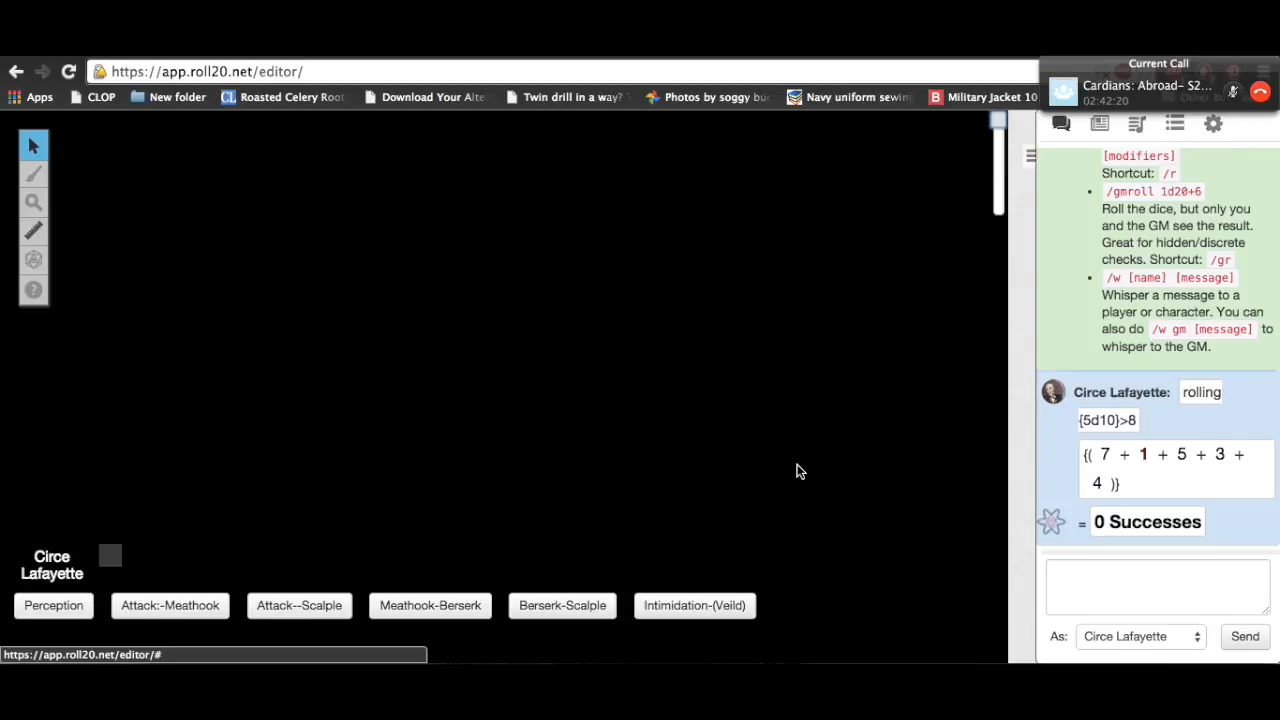 Current Call
https://app.roll20.net/editor/
Cardians: Abroad- S2...
02:42:20
Apps
CLOP
New folder
CL Roasted Celery Root
Download Your Alte
Twin drill in a way?
Photos by soggy buc
Navy uniform sewin
B Military Jacket 10
[modifiers]
Shortcut: /r
• /gmroll 1d20+6
Roll the dice, but only you
and the GM see the result.
Great for hidden/discrete
checks. Shortcut: /gr
• /w [name] [message]
Whisper a message to a
player or character. You can
also do /w gm [message] to
whisper to the GM.
Circe Lafayette: rolling
{5d10}>8
{( 7 + 1 + 5 + 3 +
4 )}
= 0 Successes
Circe
Lafayette
Perception
Attack:-Meathook
Attack--Scalple
Meathook-Berserk
Berserk-Scalple
Intimidation-(Veild)
As: Circe Lafayette
Send
https://app.roll20.net/editor/#